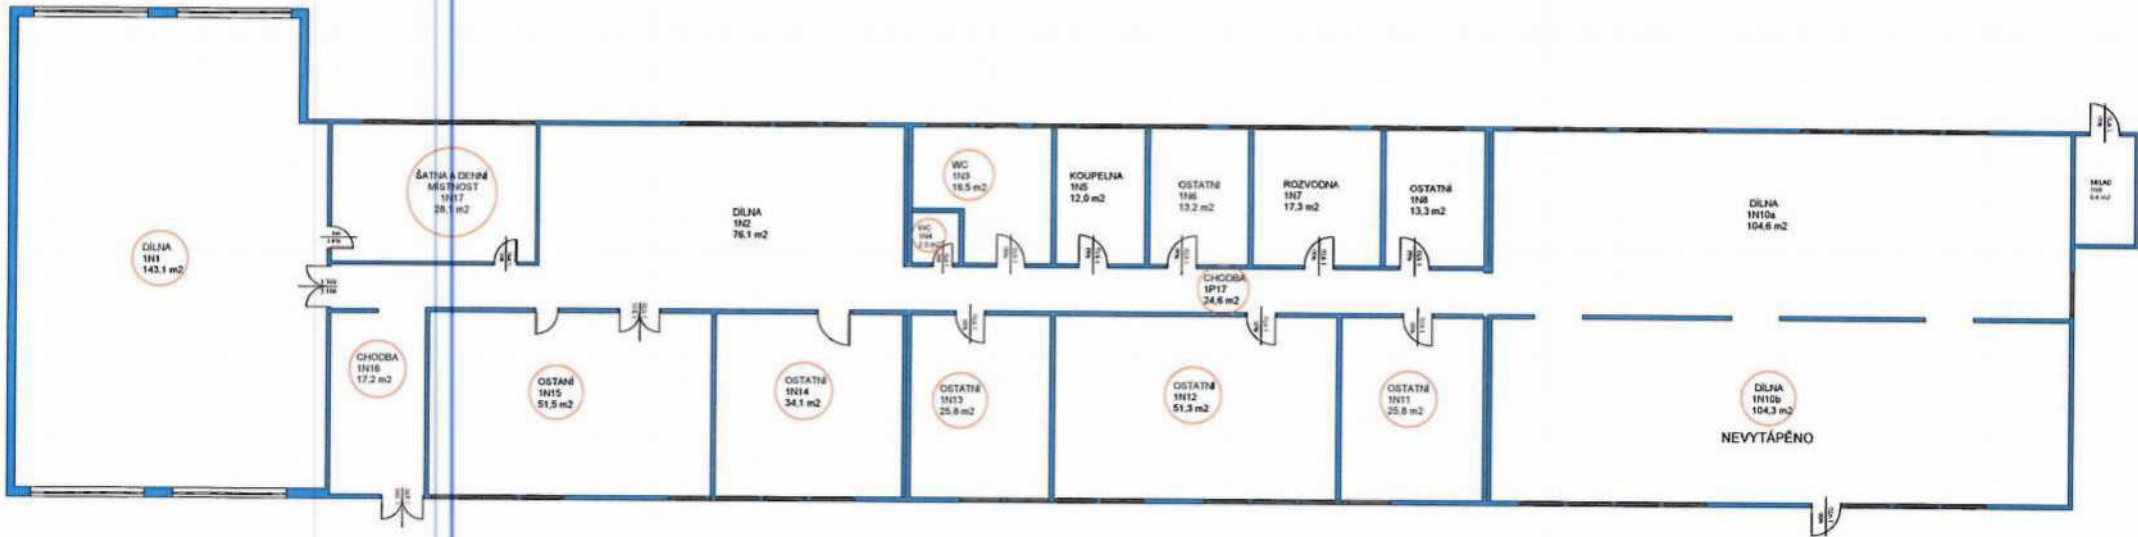 DÍLNA
1N1
143,1 m2
ŠATNA A DENNÍ
MÍSTNOST
1N17
28,1 m2
DÍLNA
1N2
76,1 m2
WC
1N3
16,5 m2
WC
1N4
KOUPELNA
1N5
12,0 m2
OSTATNÍ
1N6
13,2 m2
ROZVODNA
1N7
17,3 m2
OSTATNÍ
1N8
13,3 m2
DÍLNA
1N10a
104,6 m2
SKLAD
CHODBA
1P17
CHODBA
1N16
17,2 m2
OSTANÍ
1N15
51,5 m2
OSTATNÍ
1N14
34,1 m2
OSTATNÍ
1N13
25,8 m2
OSTATNÍ
1N12
51,3 m2
OSTATNÍ
1N11
25,8 m2
DÍLNA
1N10b
104,3 m2
NEVYTÁPĚNO